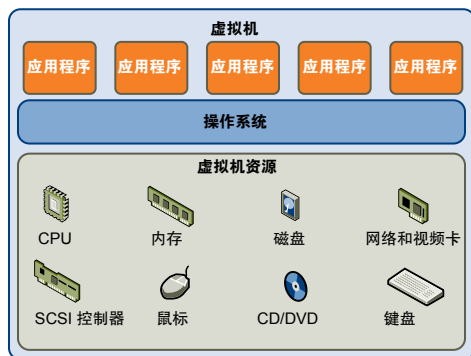 虚拟机
应用程序 应用程序 应用程序 应用程序 应用程序
操作系统
虚拟机资源
CPU 内存 磁盘 网络和视频卡
SCSI 控制器 鼠标 CD/DVD 键盘